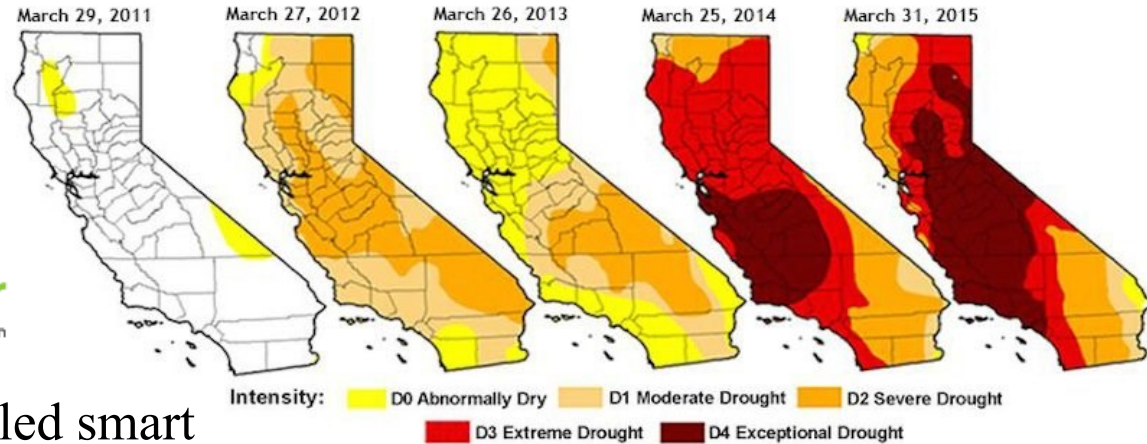 March 29, 2011
March 27, 2012
March 26, 2013
March 25, 2014
March 31, 2015
Intensity:
D0 Abnormally Dry
D1 Moderate Drought
D2 Severe Drought
D3 Extreme Drought
D4 Exceptional Drought
led smart